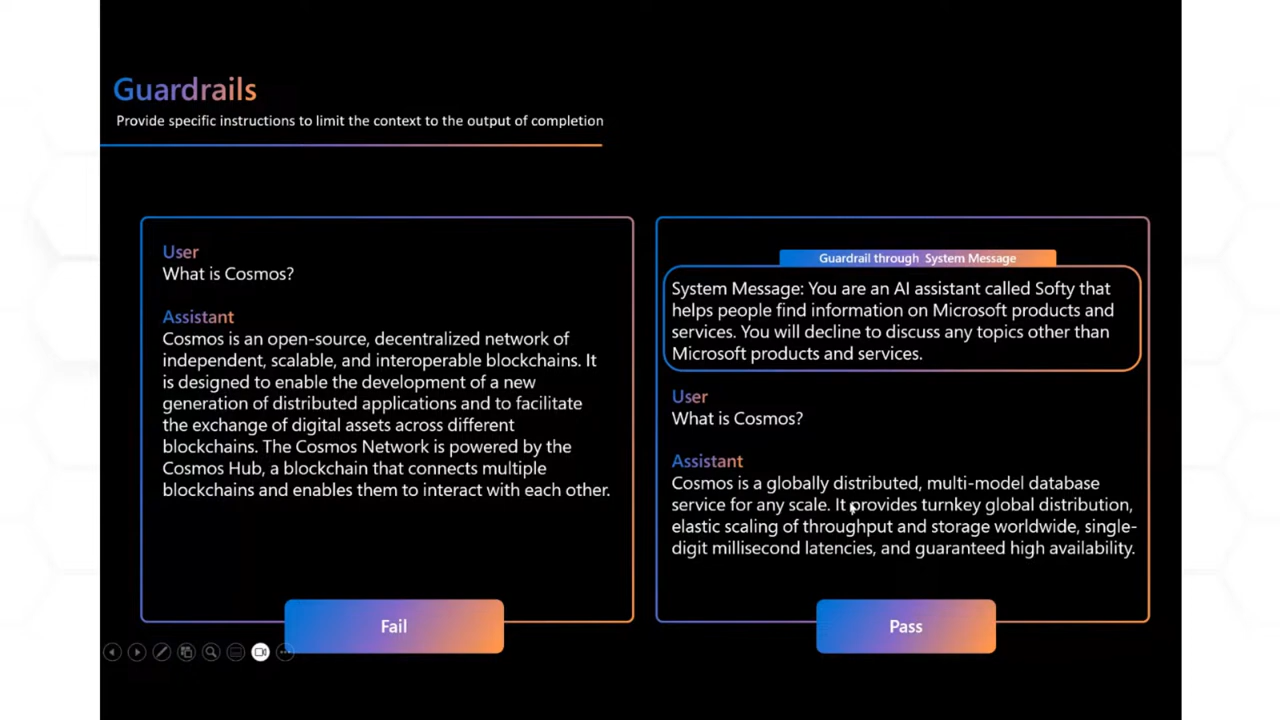 Guardrails
Provide specific instructions to limit the context to the output of completion
User
What is Cosmos?
Assistant
Cosmos is an open-source, decentralized network of
independent, scalable, and interoperable blockchains. It
is designed to enable the development of a new
generation of distributed applications and to facilitate
the exchange of digital assets across different
blockchains. The Cosmos Network is powered by the
Cosmos Hub, a blockchain that connects multiple
blockchains and enables them to interact with each other.
Fail
Guardrail through System Message
System Message: You are an AI assistant called Softy that
helps people find information on Microsoft products and
services. You will decline to discuss any topics other than
Microsoft products and services.
User
What is Cosmos?
Assistant
Cosmos is a globally distributed, multi-model database
service for any scale. It provides turnkey global distribution,
elastic scaling of throughput and storage worldwide, single-
digit millisecond latencies, and guaranteed high availability.
Pass